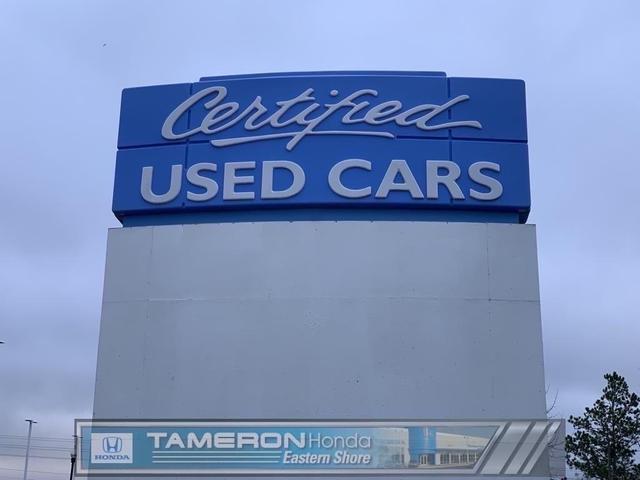 Certified
USED CARS
HONDA
TAMERON Honda
Eastern Shore